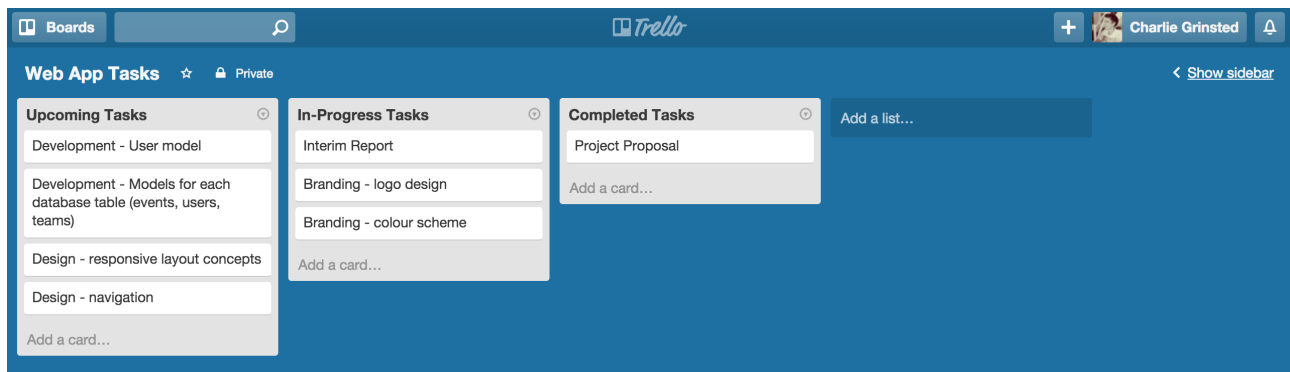 Boards
Trello
Charlie Grinsted
Web App Tasks
Private
Show sidebar
Upcoming Tasks
Development - User model
Development - Models for each
database table (events, users,
teams)
Design - responsive layout concepts
Design - navigation
Add a card…
In-Progress Tasks
Interim Report
Branding - logo design
Branding - colour scheme
Add a card…
Completed Tasks
Project Proposal
Add a card…
Add a list…